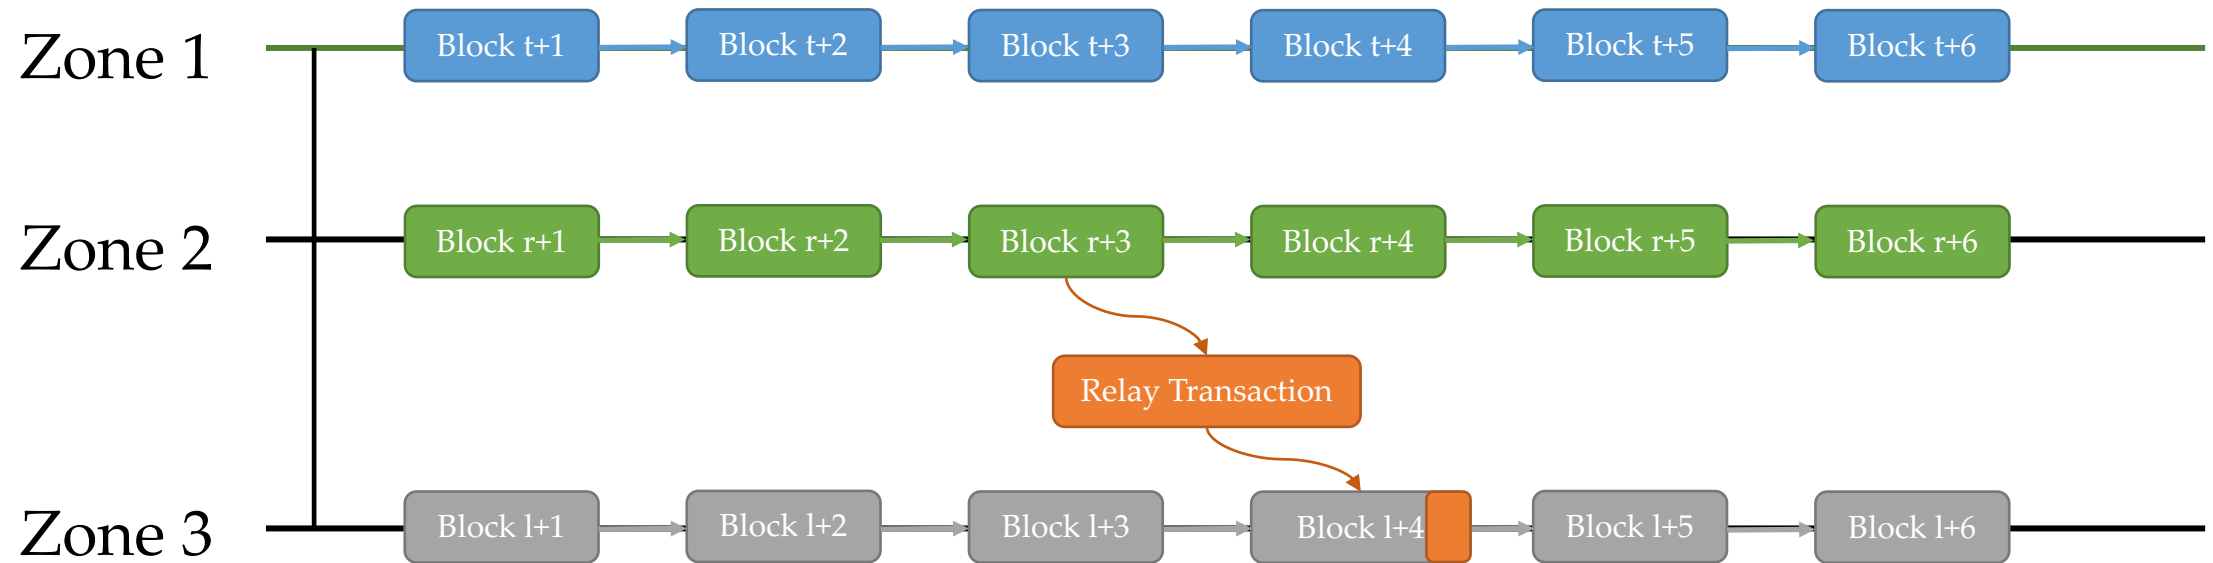 Zone 1
Block t+1 Block t+2 Block t+3 Block t+4 Block t+5 Block t+6
Zone 2
Block r+1 Block r+2 Block r+3 Block r+4 Block r+5 Block r+6
Relay Transaction
Zone 3
Block l+1 Block l+2 Block l+3 Block l+4 Block l+5 Block l+6